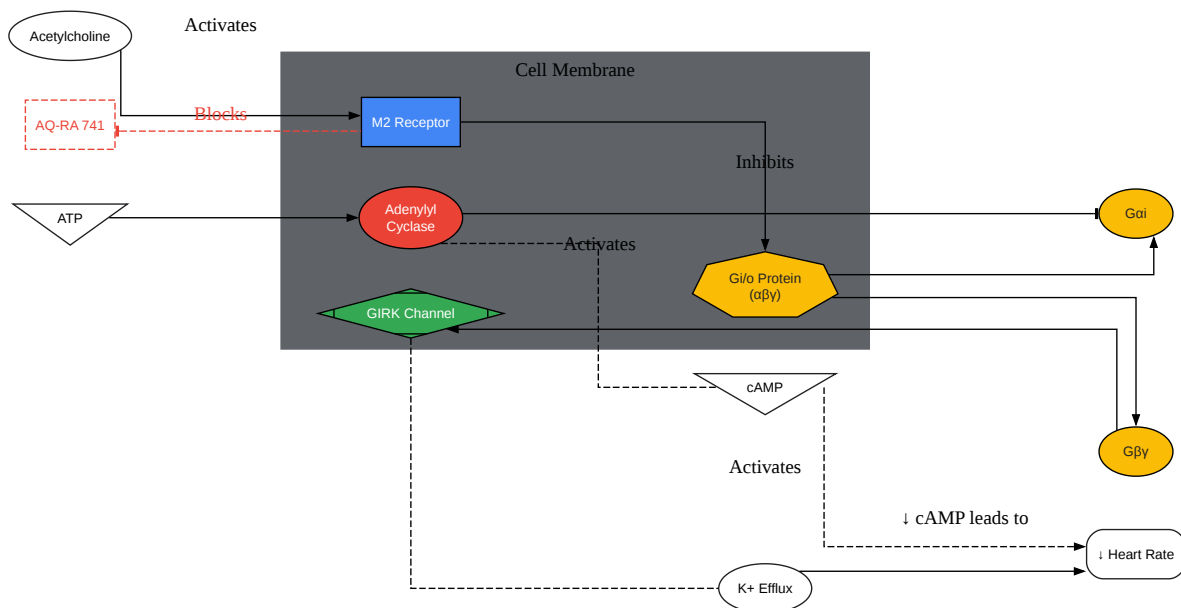 Activates
Acetylcholine
Cell Membrane
Blocks
AQ-RA 741
M2 Receptor
Inhibits
ATP
Adenylyl
Cyclase
Gαi
Activates
Gi/o Protein
(αβγ)
GIRK Channel
cAMP
Gβγ
Activates
↓ cAMP leads to
↓ Heart Rate
K+ Efflux